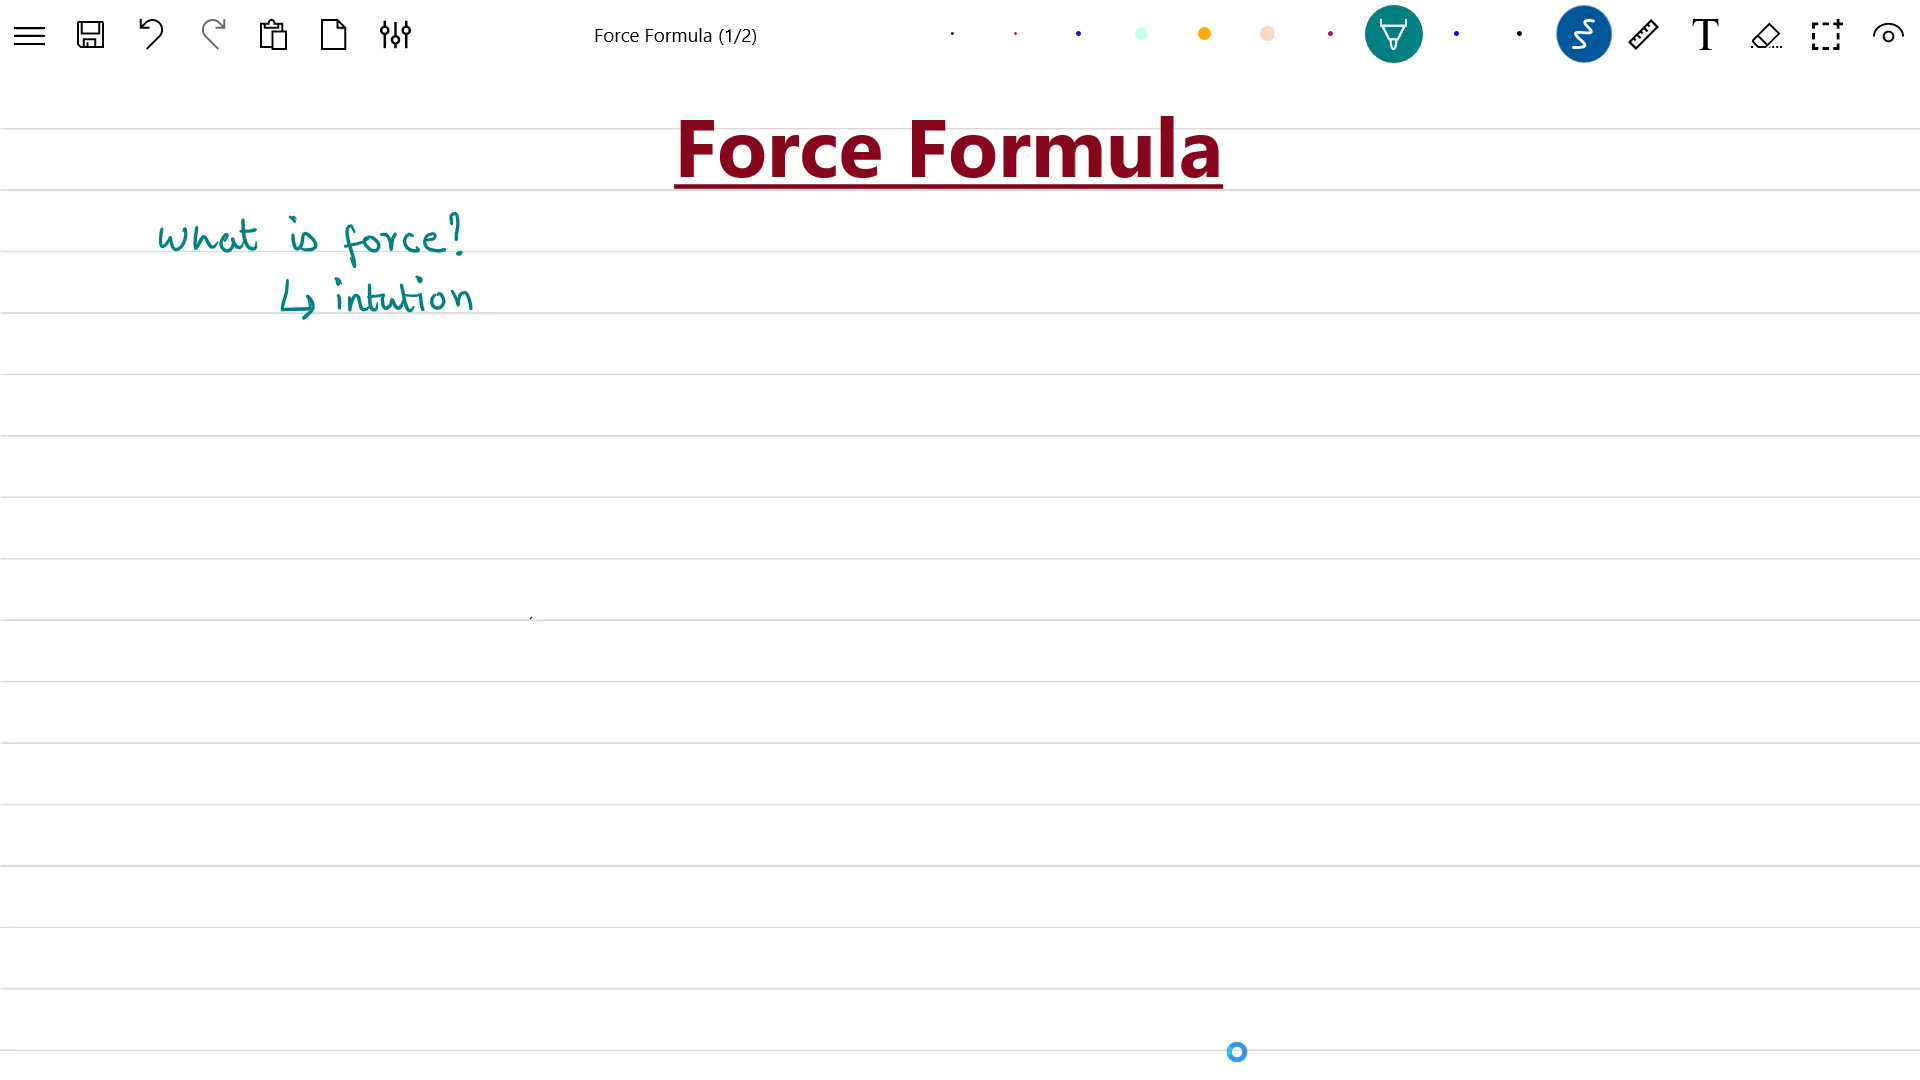 Force Formula (1/2)
T
Force Formula
What is force?
↳ intution